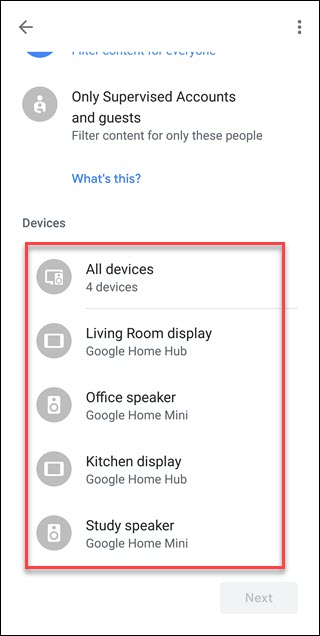 Filter content for everyone
Only Supervised Accounts
and guests
Filter content for only these people
What's this?
Devices
All devices
4 devices
Living Room display
Google Home Hub
Office speaker
Google Home Mini
Kitchen display
Google Home Hub
Study speaker
Google Home Mini
Next